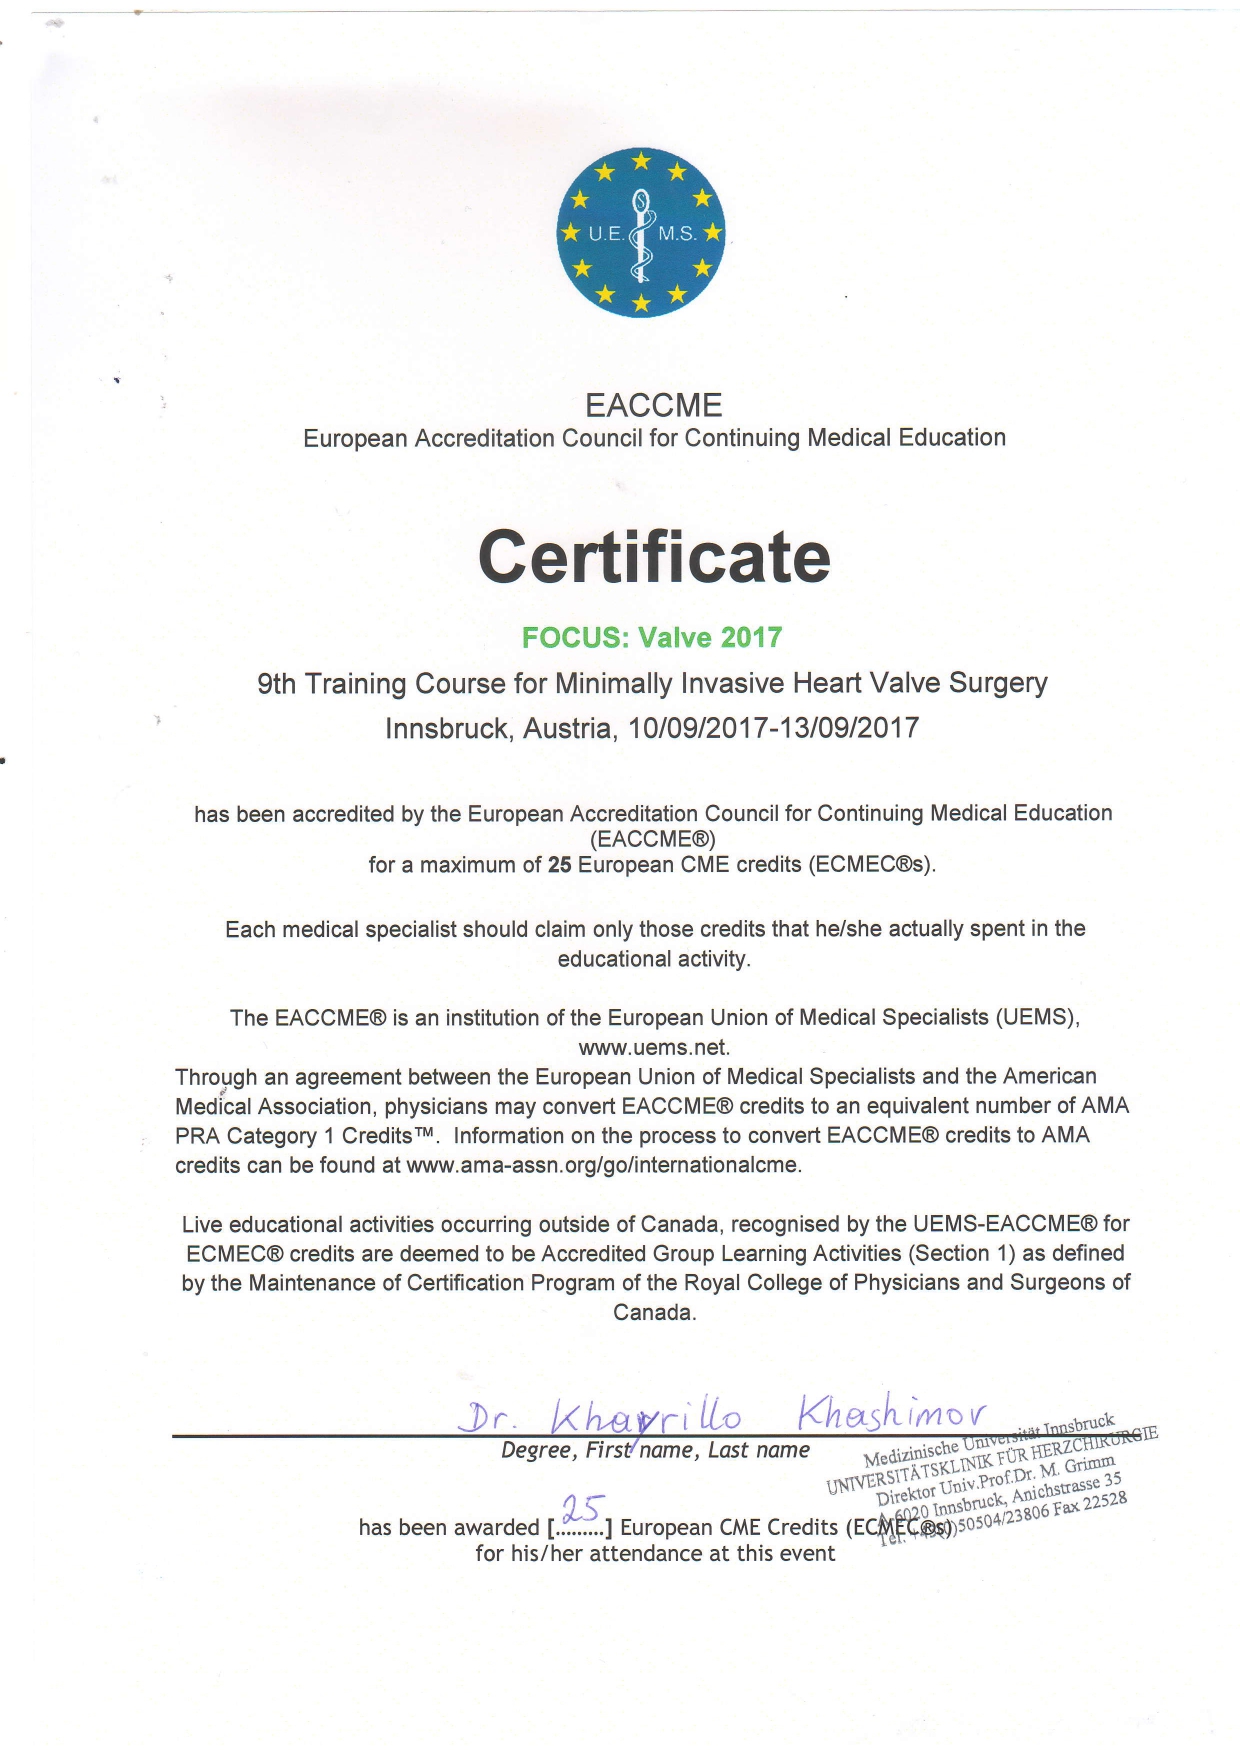 U.E. M.S.
EACCME
European Accreditation Council for Continuing Medical Education
Certificate
FOCUS: Valve 2017
9th Training Course for Minimally Invasive Heart Valve Surgery
Innsbruck, Austria, 10/09/2017-13/09/2017
has been accredited by the European Accreditation Council for Continuing Medical Education
(EACCME®)
for a maximum of 25 European CME credits (ECMEC®s).
Each medical specialist should claim only those credits that he/she actually spent in the
educational activity.
The EACCME® is an institution of the European Union of Medical Specialists (UEMS),
www.uems.net.
Through an agreement between the European Union of Medical Specialists and the American
Medical Association, physicians may convert EACCME® credits to an equivalent number of AMA
PRA Category 1 Credits™. Information on the process to convert EACCME® credits to AMA
credits can be found at www.ama-assn.org/go/internationalcme.
Live educational activities occurring outside of Canada, recognised by the UEMS-EACCME® for
ECMEC® credits are deemed to be Accredited Group Learning Activities (Section 1) as defined
by the Maintenance of Certification Program of the Royal College of Physicians and Surgeons of
Canada.
Dr. Khayrillo Khashimov
Degree, First name, Last name
Medizinische Universität Innsbruck
UNIVERSITÄTSKLINIK FÜR HERZCHIRURGIE
Direktor Univ.Prof.Dr. M. Grimm
A-6020 Innsbruck, Anichstrasse 35
50504/23806 Fax 22528
25
has been awarded [.........] European CME Credits (ECMEC®s)
for his/her attendance at this event